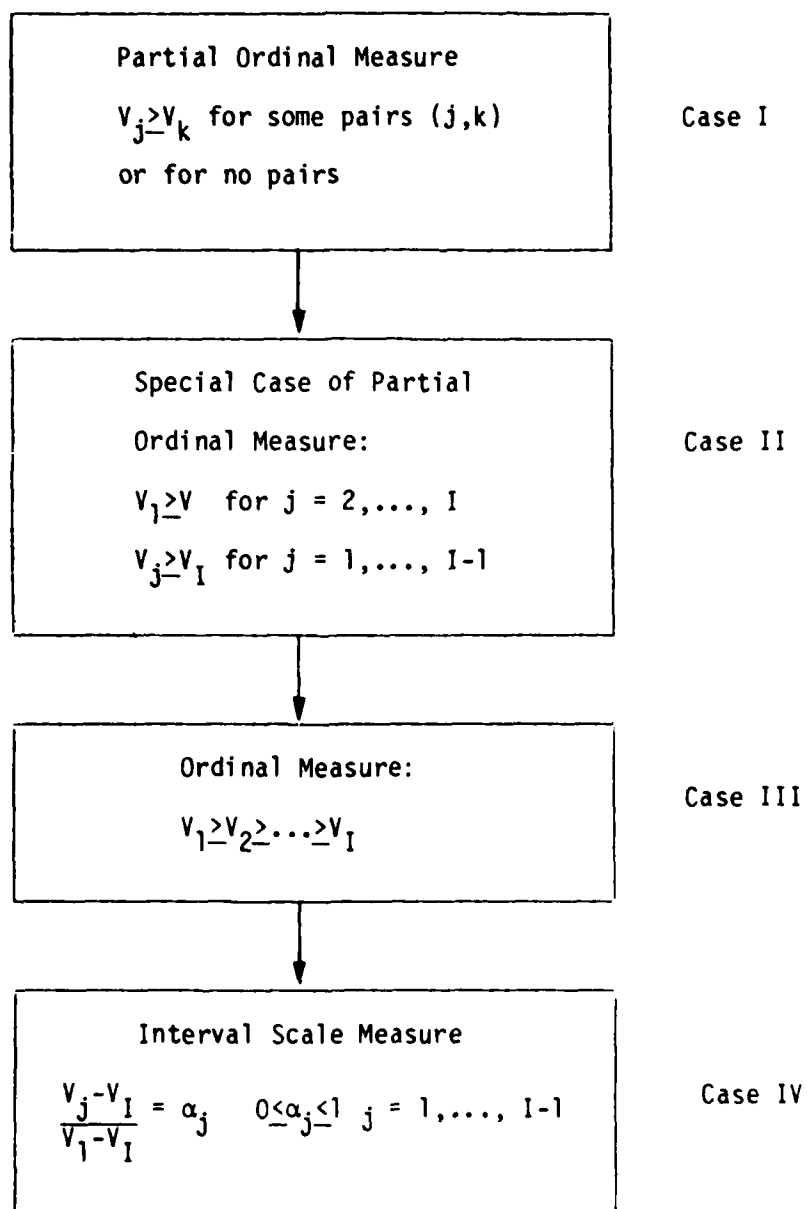 Partial Ordinal Measure
V_j≥V_k for some pairs (j,k)
or for no pairs
Case I
Special Case of Partial
Ordinal Measure:
V_1≥V for j = 2,..., I
V_j≥V_I for j = 1,..., I-1
Case II
Ordinal Measure:
V_1≥V_2≥...≥V_I
Case III
Interval Scale Measure
(V_j-V_I)/(V_1-V_I) = α_j 0≤α_j≤1 j = 1,..., I-1
Case IV